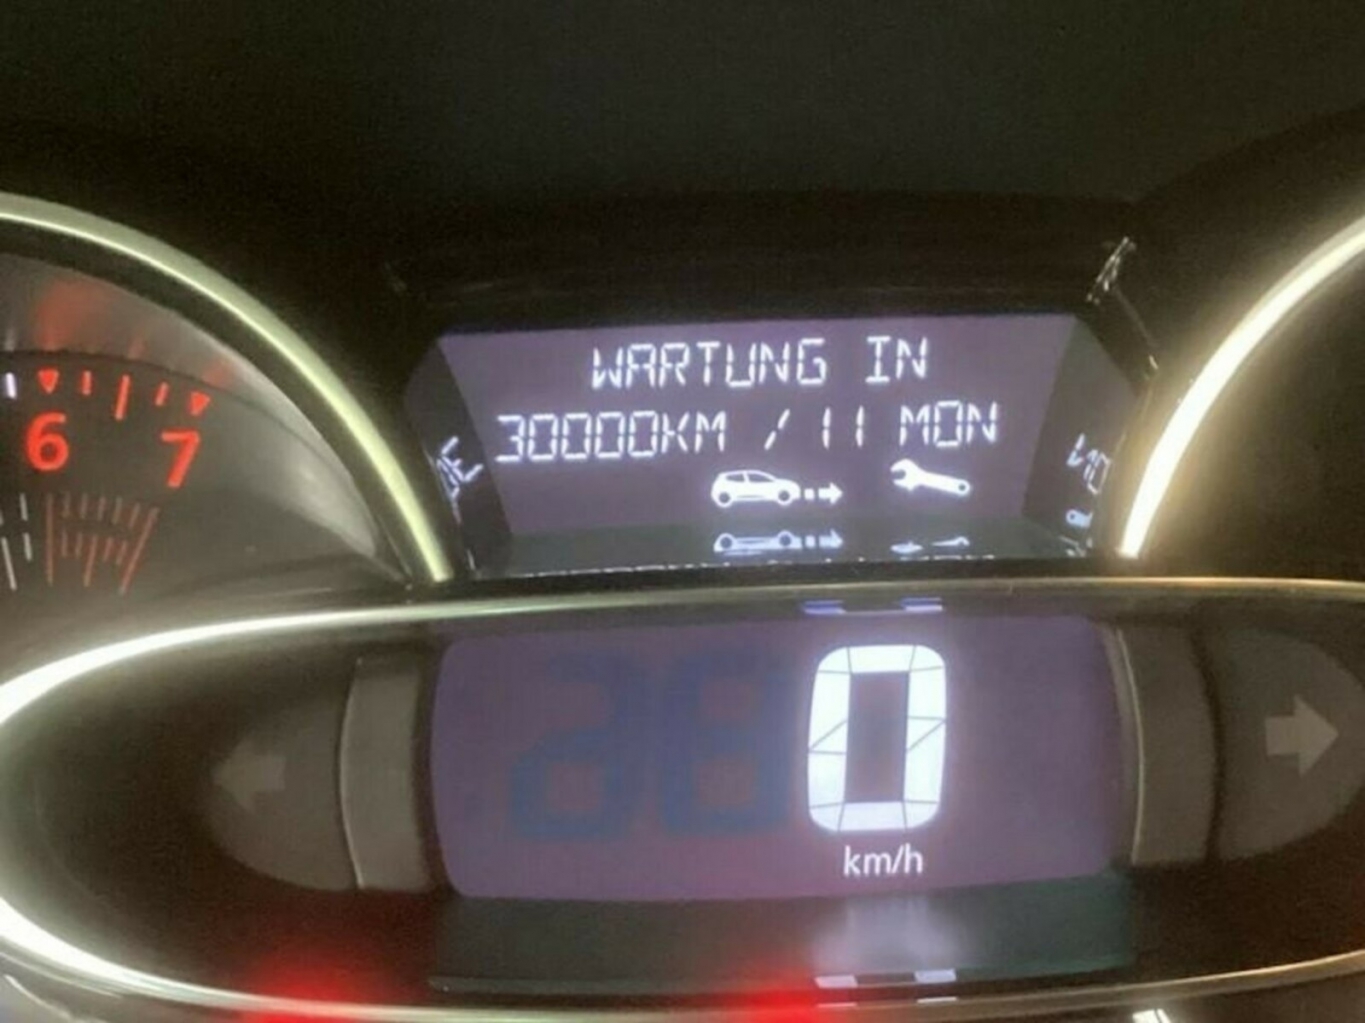 WARTUNG IN
30000KM / 11 MON
6 7
0
km/h